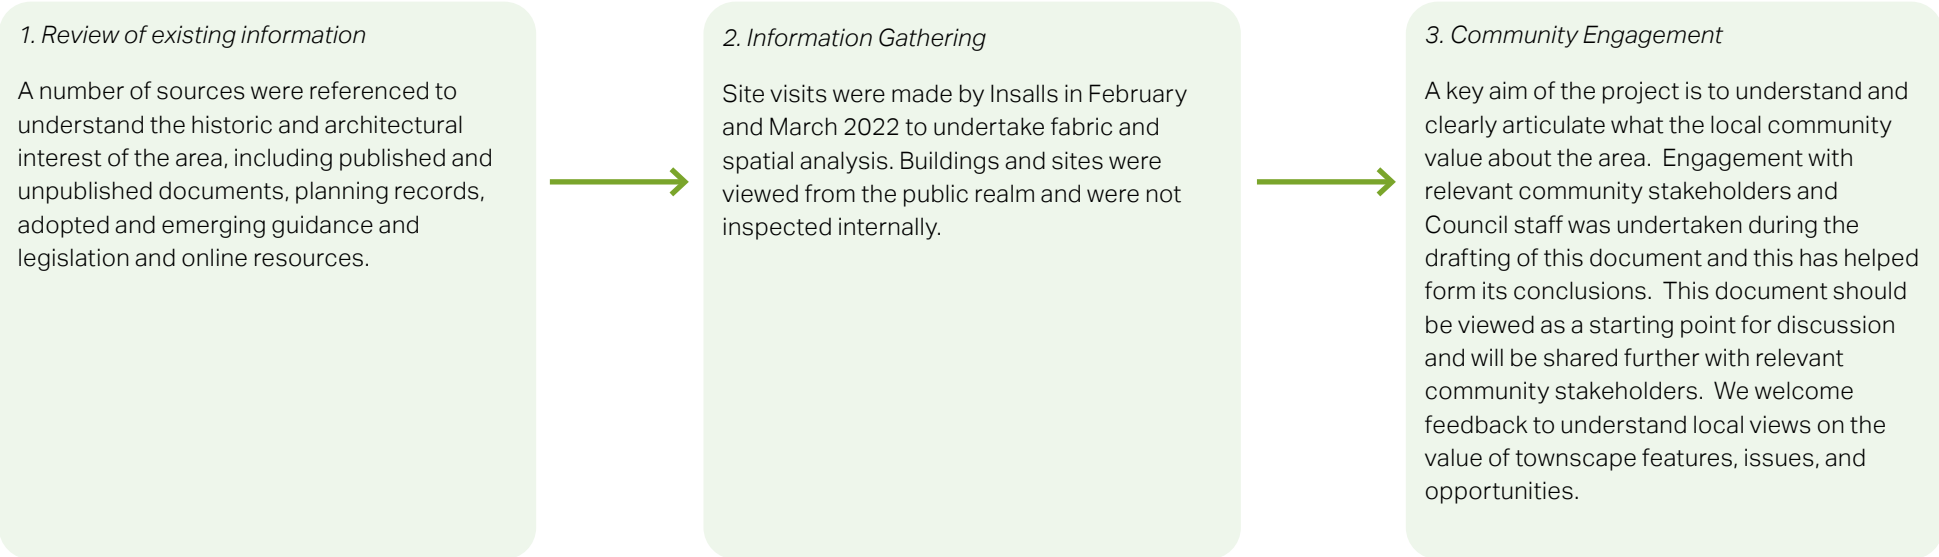 1. Review of existing information
A number of sources were referenced to
understand the historic and architectural
interest of the area, including published and
unpublished documents, planning records,
adopted and emerging guidance and
legislation and online resources.
2. Information Gathering
Site visits were made by Insalls in February
and March 2022 to undertake fabric and
spatial analysis. Buildings and sites were
viewed from the public realm and were not
inspected internally.
3. Community Engagement
A key aim of the project is to understand and
clearly articulate what the local community
value about the area.  Engagement with
relevant community stakeholders and
Council staff was undertaken during the
drafting of this document and this has helped
form its conclusions.  This document should
be viewed as a starting point for discussion
and will be shared further with relevant
community stakeholders.  We welcome
feedback to understand local views on the
value of townscape features, issues, and
opportunities.